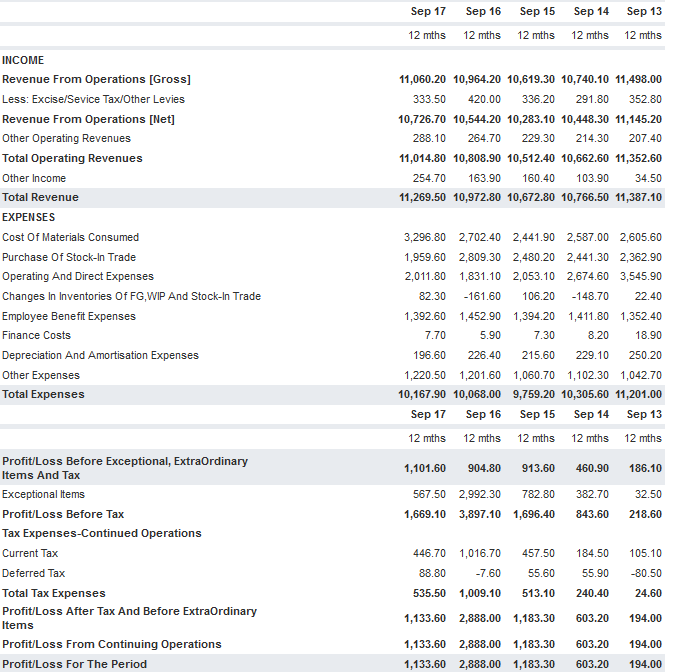 Sep 17 Sep 16 Sep 15 Sep 14 Sep 13
12 mths 12 mths 12 mths 12 mths 12 mths
INCOME
Revenue From Operations [Gross] 11,060.20 10,964.20 10,619.30 10,740.10 11,498.00
Less: Excise/Sevice Tax/Other Levies 333.50 420.00 336.20 291.80 352.80
Revenue From Operations [Net] 10,726.70 10,544.20 10,283.10 10,448.30 11,145.20
Other Operating Revenues 288.10 264.70 229.30 214.30 207.40
Total Operating Revenues 11,014.80 10,808.90 10,512.40 10,662.60 11,352.60
Other Income 254.70 163.90 160.40 103.90 34.50
Total Revenue 11,269.50 10,972.80 10,672.80 10,766.50 11,387.10
EXPENSES
Cost Of Materials Consumed 3,296.80 2,702.40 2,441.90 2,587.00 2,605.60
Purchase Of Stock-In Trade 1,959.60 2,809.30 2,480.20 2,441.30 2,362.90
Operating And Direct Expenses 2,011.80 1,831.10 2,053.10 2,674.60 3,545.90
Changes In Inventories Of FG,WIP And Stock-In Trade 82.30 -161.60 106.20 -148.70 22.40
Employee Benefit Expenses 1,392.60 1,452.90 1,394.20 1,411.80 1,352.40
Finance Costs 7.70 5.90 7.30 8.20 18.90
Depreciation And Amortisation Expenses 196.60 226.40 215.60 229.10 250.20
Other Expenses 1,220.50 1,201.60 1,060.70 1,102.30 1,042.70
Total Expenses 10,167.90 10,068.00 9,759.20 10,305.60 11,201.00
Sep 17 Sep 16 Sep 15 Sep 14 Sep 13
12 mths 12 mths 12 mths 12 mths 12 mths
Profit/Loss Before Exceptional, ExtraOrdinary
Items And Tax 1,101.60 904.80 913.60 460.90 186.10
Exceptional Items 567.50 2,992.30 782.80 382.70 32.50
Profit/Loss Before Tax 1,669.10 3,897.10 1,696.40 843.60 218.60
Tax Expenses-Continued Operations
Current Tax 446.70 1,016.70 457.50 184.50 105.10
Deferred Tax 88.80 -7.60 55.60 55.90 -80.50
Total Tax Expenses 535.50 1,009.10 513.10 240.40 24.60
Profit/Loss After Tax And Before ExtraOrdinary
Items 1,133.60 2,888.00 1,183.30 603.20 194.00
Profit/Loss From Continuing Operations 1,133.60 2,888.00 1,183.30 603.20 194.00
Profit/Loss For The Period 1,133.60 2,888.00 1,183.30 603.20 194.00